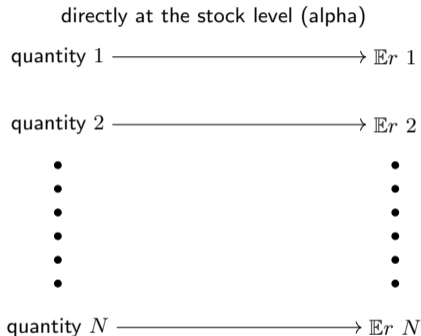 directly at the stock level (alpha)
quantity 1 𝔼r 1
quantity 2 𝔼r 2
quantity N 𝔼r N